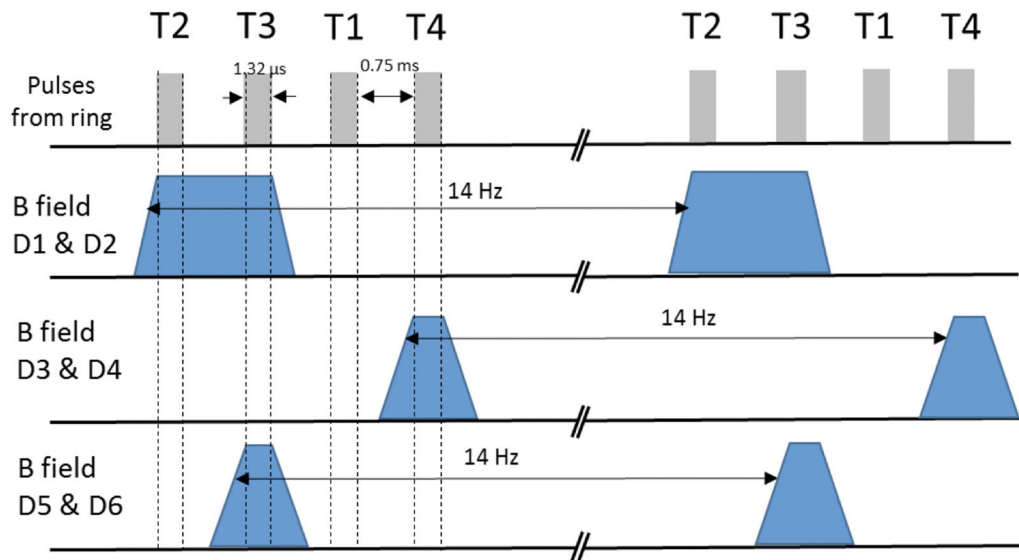 T2 T3 T1 T4 T2 T3 T1 T4
1.32 µs 0.75 ms
Pulses
from ring
14 Hz
B field
D1 & D2
14 Hz
B field
D3 & D4
14 Hz
B field
D5 & D6